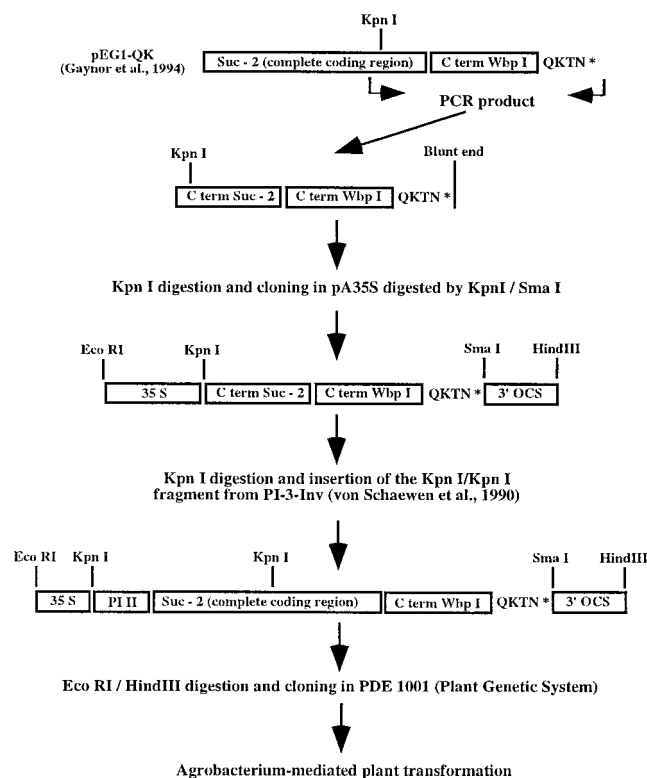 Kpn I
pEG1-QK
(Gaynor et al., 1994)
Suc - 2 (complete coding region)
C term Wbp I
QKTN *
PCR product
Kpn I
Blunt end
C term Suc - 2
C term Wbp I
QKTN *
Kpn I digestion and cloning in pA35S digested by KpnI / Sma I
Eco RI
Kpn I
Sma I
HindIII
35 S
C term Suc - 2
C term Wbp I
QKTN *
3' OCS
Kpn I digestion and insertion of the Kpn I/Kpn I
fragment from PI-3-Inv (von Schaewen et al., 1990)
Eco RI
Kpn I
Kpn I
Sma I
HindIII
35 S
PI II
Suc - 2 (complete coding region)
C term Wbp I
QKTN *
3' OCS
Eco RI / HindIII digestion and cloning in PDE 1001 (Plant Genetic System)
Agrobacterium-mediated plant transformation